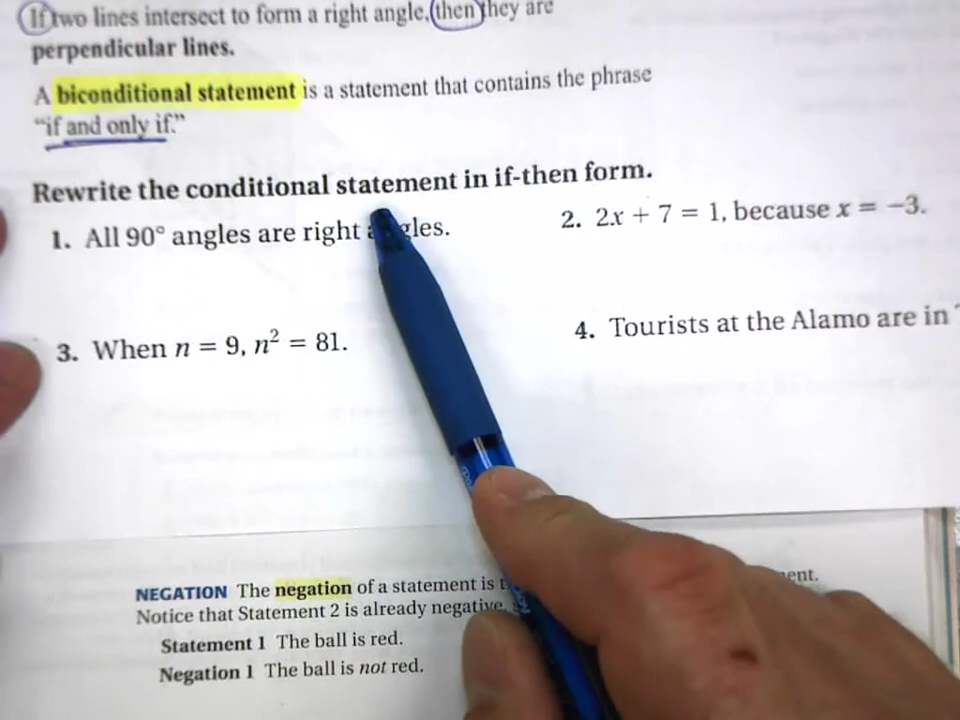 If two lines intersect to form a right angle, then they are
perpendicular lines.
A biconditional statement is a statement that contains the phrase
“if and only if.”
Rewrite the conditional statement in if-then form.
1. All 90° angles are right gles.
2. 2x + 7 = 1, because x = −3.
3. When n = 9, n² = 81.
4. Tourists at the Alamo are in
NEGATION The negation of a statement is
Notice that Statement 2 is already negative
Statement 1 The ball is red.
Negation 1 The ball is not red.